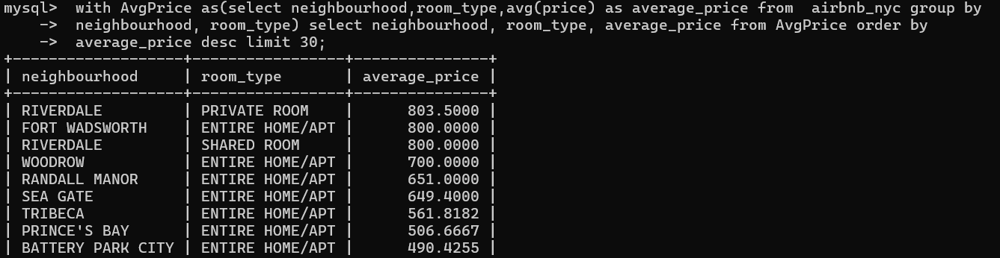 mysql>  with AvgPrice as(select neighbourhood,room_type,avg(price) as average_price from  airbnb_nyc group by
    ->  neighbourhood, room_type) select neighbourhood, room_type, average_price from AvgPrice order by
    ->  average_price desc limit 30;
+-------------------+-----------------+---------------+
| neighbourhood     | room_type       | average_price |
+-------------------+-----------------+---------------+
| RIVERDALE         | PRIVATE ROOM    |      803.5000 |
| FORT WADSWORTH    | ENTIRE HOME/APT |      800.0000 |
| RIVERDALE         | SHARED ROOM     |      800.0000 |
| WOODROW           | ENTIRE HOME/APT |      700.0000 |
| RANDALL MANOR     | ENTIRE HOME/APT |      651.0000 |
| SEA GATE          | ENTIRE HOME/APT |      649.4000 |
| TRIBECA           | ENTIRE HOME/APT |      561.8182 |
| PRINCE'S BAY      | ENTIRE HOME/APT |      506.6667 |
| BATTERY PARK CITY | ENTIRE HOME/APT |      490.4255 |